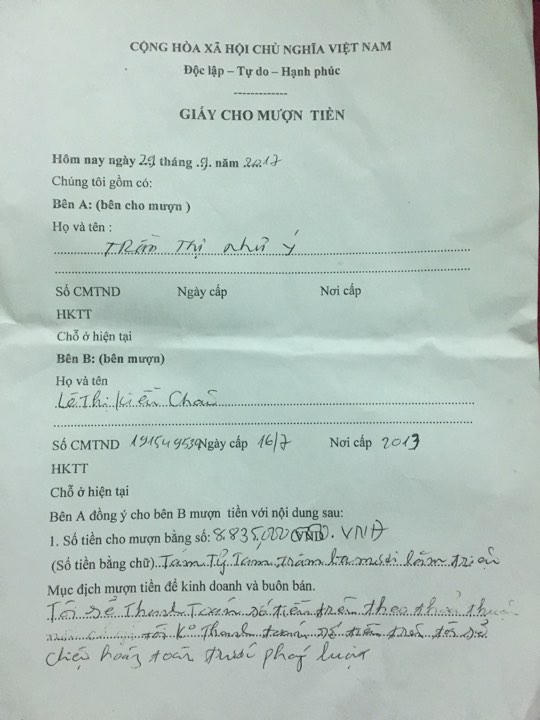 CỘNG HÒA XÃ HỘI CHỦ NGHĨA VIỆT NAM
Độc lập – Tự do – Hạnh phúc
-------------
GIẤY CHO MƯỢN TIỀN
Hôm nay ngày 29 tháng .9. năm 2017
Chúng tôi gồm có:
Bên A: (bên cho mượn )
Họ và tên :
TRẦN Thị Như Ý
Số CMTND Ngày cấp Nơi cấp
HKTT
Chỗ ở hiện tại
Bên B: (bên mượn)
Họ và tên
Lê Thị Kiều Châu
Số CMTND 191549539 Ngày cấp 16/7 Nơi cấp 2013
HKTT
Chỗ ở hiện tại
Bên A đồng ý cho bên B mượn tiền với nội dung sau:
1. Số tiền cho mượn bằng số: 8.835,000 VND. VNĐ
(Số tiền bằng chữ) Tám Tỷ Tám trăm ba mươi lăm triệu
Mục địch mượn tiền để kinh doanh và buôn bán.
Tôi sẽ Thanh Toán số tiền trên theo thỏa thuận
tôi K° Thanh toán số tiền trên tôi sẽ
chịu hoàng toàn trước pháp luật